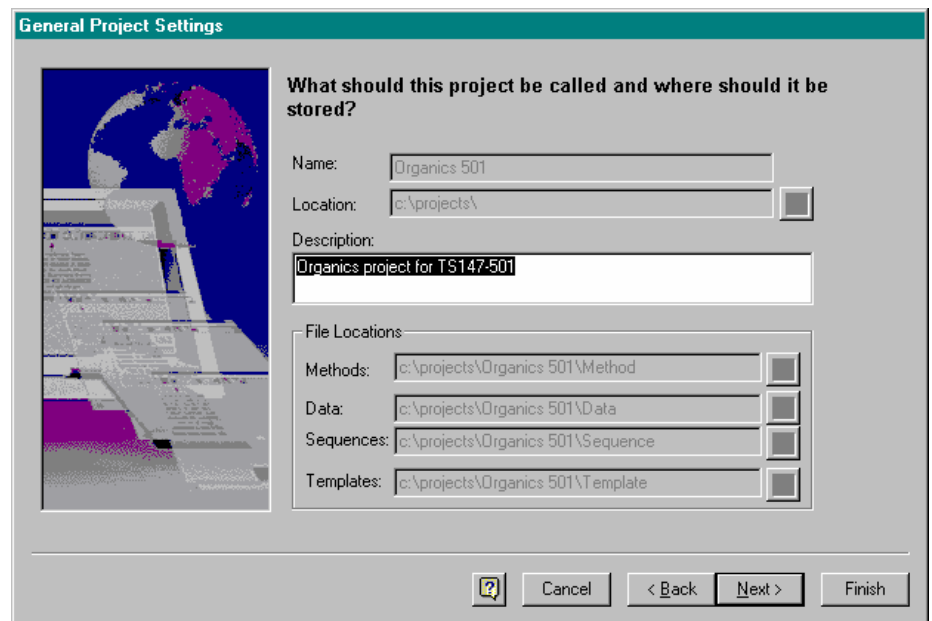 General Project Settings
What should this project be called and where should it be
stored?
Name: Organics 501
Location: c:\projects\
Description:
Organics project for TS147-501
File Locations
Methods: c:\projects\Organics 501\Method
Data: c:\projects\Organics 501\Data
Sequences: c:\projects\Organics 501\Sequence
Templates: c:\projects\Organics 501\Template
? Cancel < Back Next > Finish